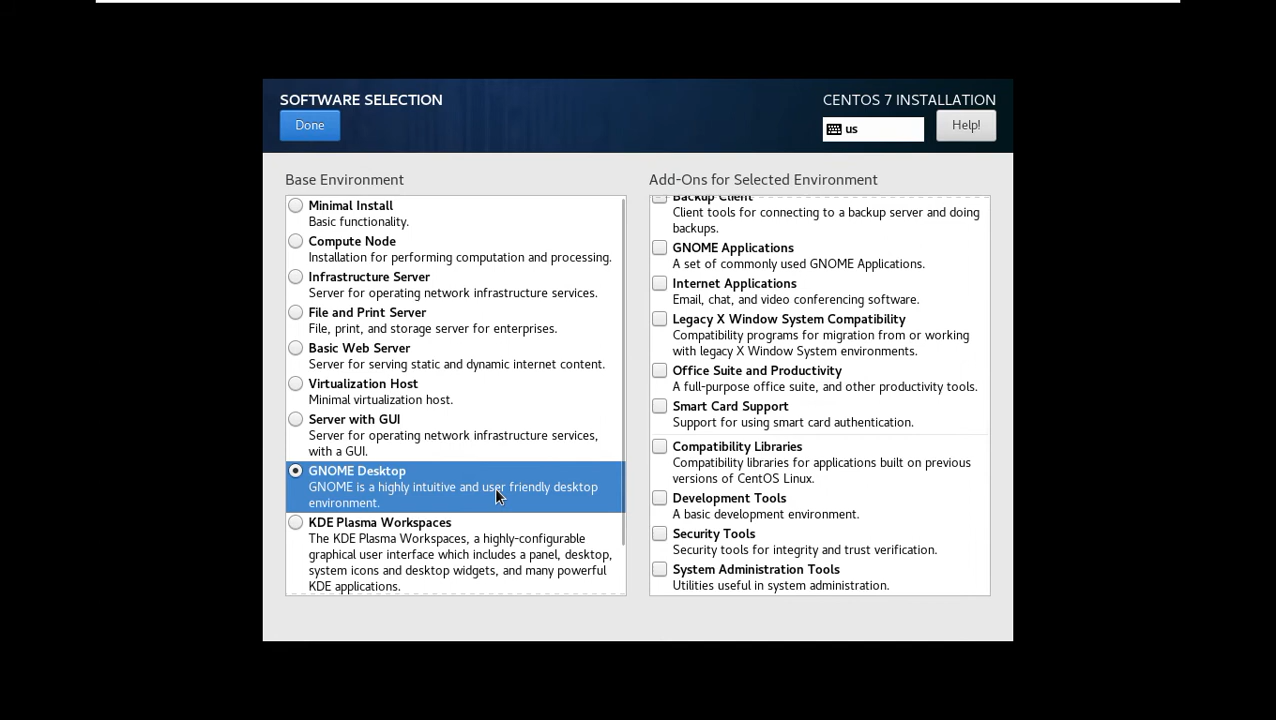 SOFTWARE SELECTION
CENTOS 7 INSTALLATION
Done
us
Help!
Base Environment
Minimal Install
Basic functionality.
Compute Node
Installation for performing computation and processing.
Infrastructure Server
Server for operating network infrastructure services.
File and Print Server
File, print, and storage server for enterprises.
Basic Web Server
Server for serving static and dynamic internet content.
Virtualization Host
Minimal virtualization host.
Server with GUI
Server for operating network infrastructure services,
with a GUI.
GNOME Desktop
GNOME is a highly intuitive and user friendly desktop
environment.
KDE Plasma Workspaces
The KDE Plasma Workspaces, a highly-configurable
graphical user interface which includes a panel, desktop,
system icons and desktop widgets, and many powerful
KDE applications.
Add-Ons for Selected Environment
Backup Client
Client tools for connecting to a backup server and doing
backups.
GNOME Applications
A set of commonly used GNOME Applications.
Internet Applications
Email, chat, and video conferencing software.
Legacy X Window System Compatibility
Compatibility programs for migration from or working
with legacy X Window System environments.
Office Suite and Productivity
A full-purpose office suite, and other productivity tools.
Smart Card Support
Support for using smart card authentication.
Compatibility Libraries
Compatibility libraries for applications built on previous
versions of CentOS Linux.
Development Tools
A basic development environment.
Security Tools
Security tools for integrity and trust verification.
System Administration Tools
Utilities useful in system administration.